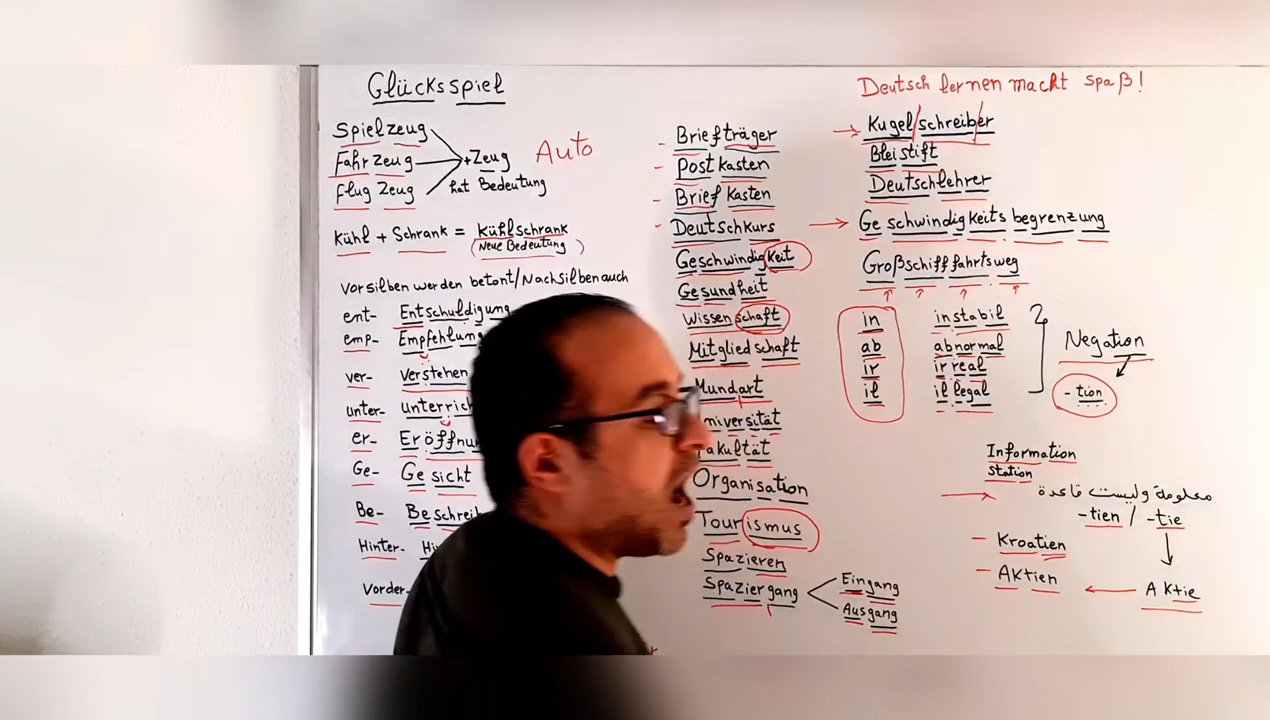 Glücksspiel
Spielzeug
Fahrzeug
Flugzeug
+Zeug
hat Bedeutung
Auto
Kühl + Schrank = Kühlschrank
(Neue Bedeutung)
Vorsilben werden betont/Nachsilben auch
ent- Entschuldigung
emp- Empfehlung
ver- verstehen
unter-
er-
Ge- Gesicht
Be-
Hinter-
Vorder-
- Briefträger
- Postkasten
- Briefkasten
- Deutschkurs
Geschwindigkeit
Gesundheit
Wissenschaft
Mitgliedschaft
Mundart
Organisation
Tourismus
Spazieren
Spaziergang
Eingang
Ausgang
Deutsch lernen macht spaß!
Kugel/schreiber
Bleistift
Deutschlehrer
Geschwindigkeitsbegrenzung
Großschifffahrtsweg
in instabil
ab abnormal
ir irreal
il illegal
Negation
-tion
Information
Station
معلومة وليست قاعدة
-tien / -tie
- Kroatien
- Aktien
Aktie